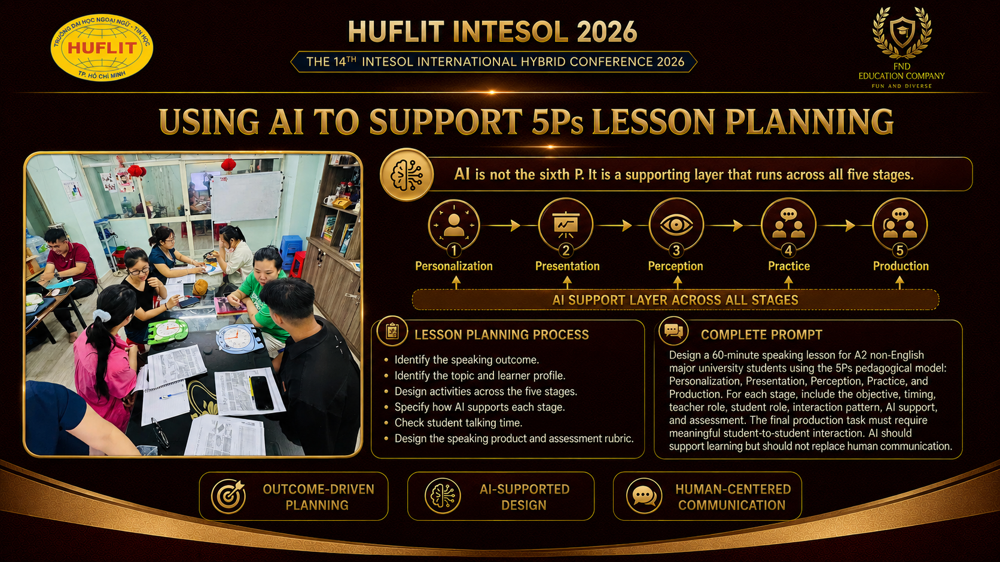 TRƯỜNG ĐẠI HỌC NGOẠI NGỮ - TIN HỌC
HUFLIT
TP. HỒ CHÍ MINH
HUFLIT INTESOL 2026
THE 14TH INTESOL INTERNATIONAL HYBRID CONFERENCE 2026
FND
EDUCATION COMPANY
FUN AND DIVERSE
USING AI TO SUPPORT 5Ps LESSON PLANNING
AI is not the sixth P. It is a supporting layer that runs across all five stages.
1
Personalization
2
Presentation
3
Perception
4
Practice
5
Production
AI SUPPORT LAYER ACROSS ALL STAGES
LESSON PLANNING PROCESS
• Identify the speaking outcome.
• Identify the topic and learner profile.
• Design activities across the five stages.
• Specify how AI supports each stage.
• Check student talking time.
• Design the speaking product and assessment rubric.
COMPLETE PROMPT
Design a 60-minute speaking lesson for A2 non-English
major university students using the 5Ps pedagogical model:
Personalization, Presentation, Perception, Practice, and
Production. For each stage, include the objective, timing,
teacher role, student role, interaction pattern, AI support,
and assessment. The final production task must require
meaningful student-to-student interaction. AI should
support learning but should not replace human communication.
OUTCOME-DRIVEN
PLANNING
AI-SUPPORTED
DESIGN
HUMAN-CENTERED
COMMUNICATION